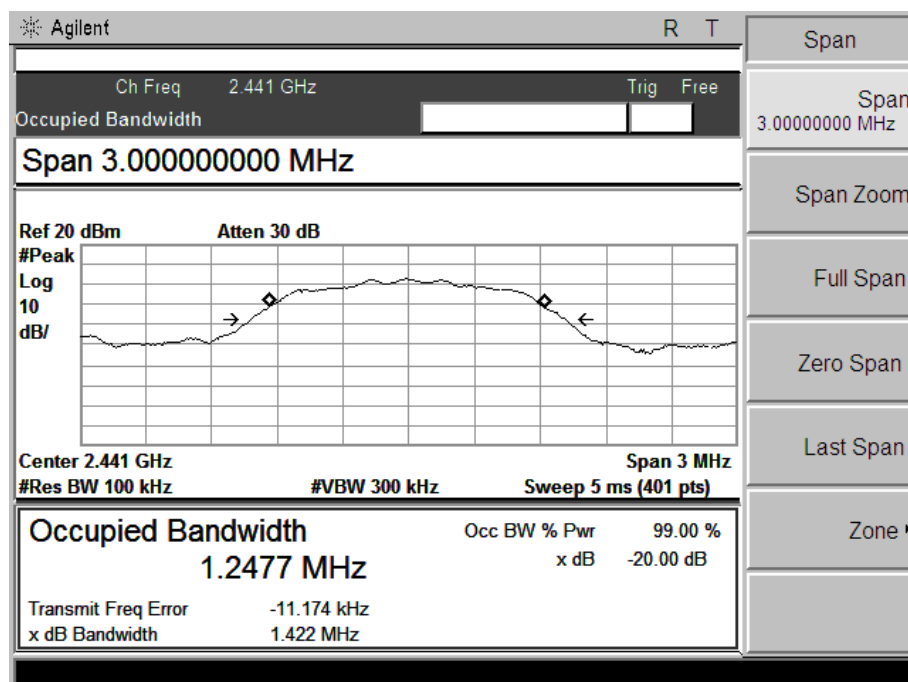 Agilent R T
Span
Ch Freq 2.441 GHz Trig Free
Occupied Bandwidth
Span
3.00000000 MHz
Span 3.000000000 MHz
Span Zoom
Ref 20 dBm Atten 30 dB
#Peak
Log
10
dB/
Full Span
Zero Span
Last Span
Center 2.441 GHz Span 3 MHz
#Res BW 100 kHz #VBW 300 kHz Sweep 5 ms (401 pts)
Occupied Bandwidth
1.2477 MHz
Occ BW % Pwr 99.00 %
x dB -20.00 dB
Zone
Transmit Freq Error -11.174 kHz
x dB Bandwidth 1.422 MHz